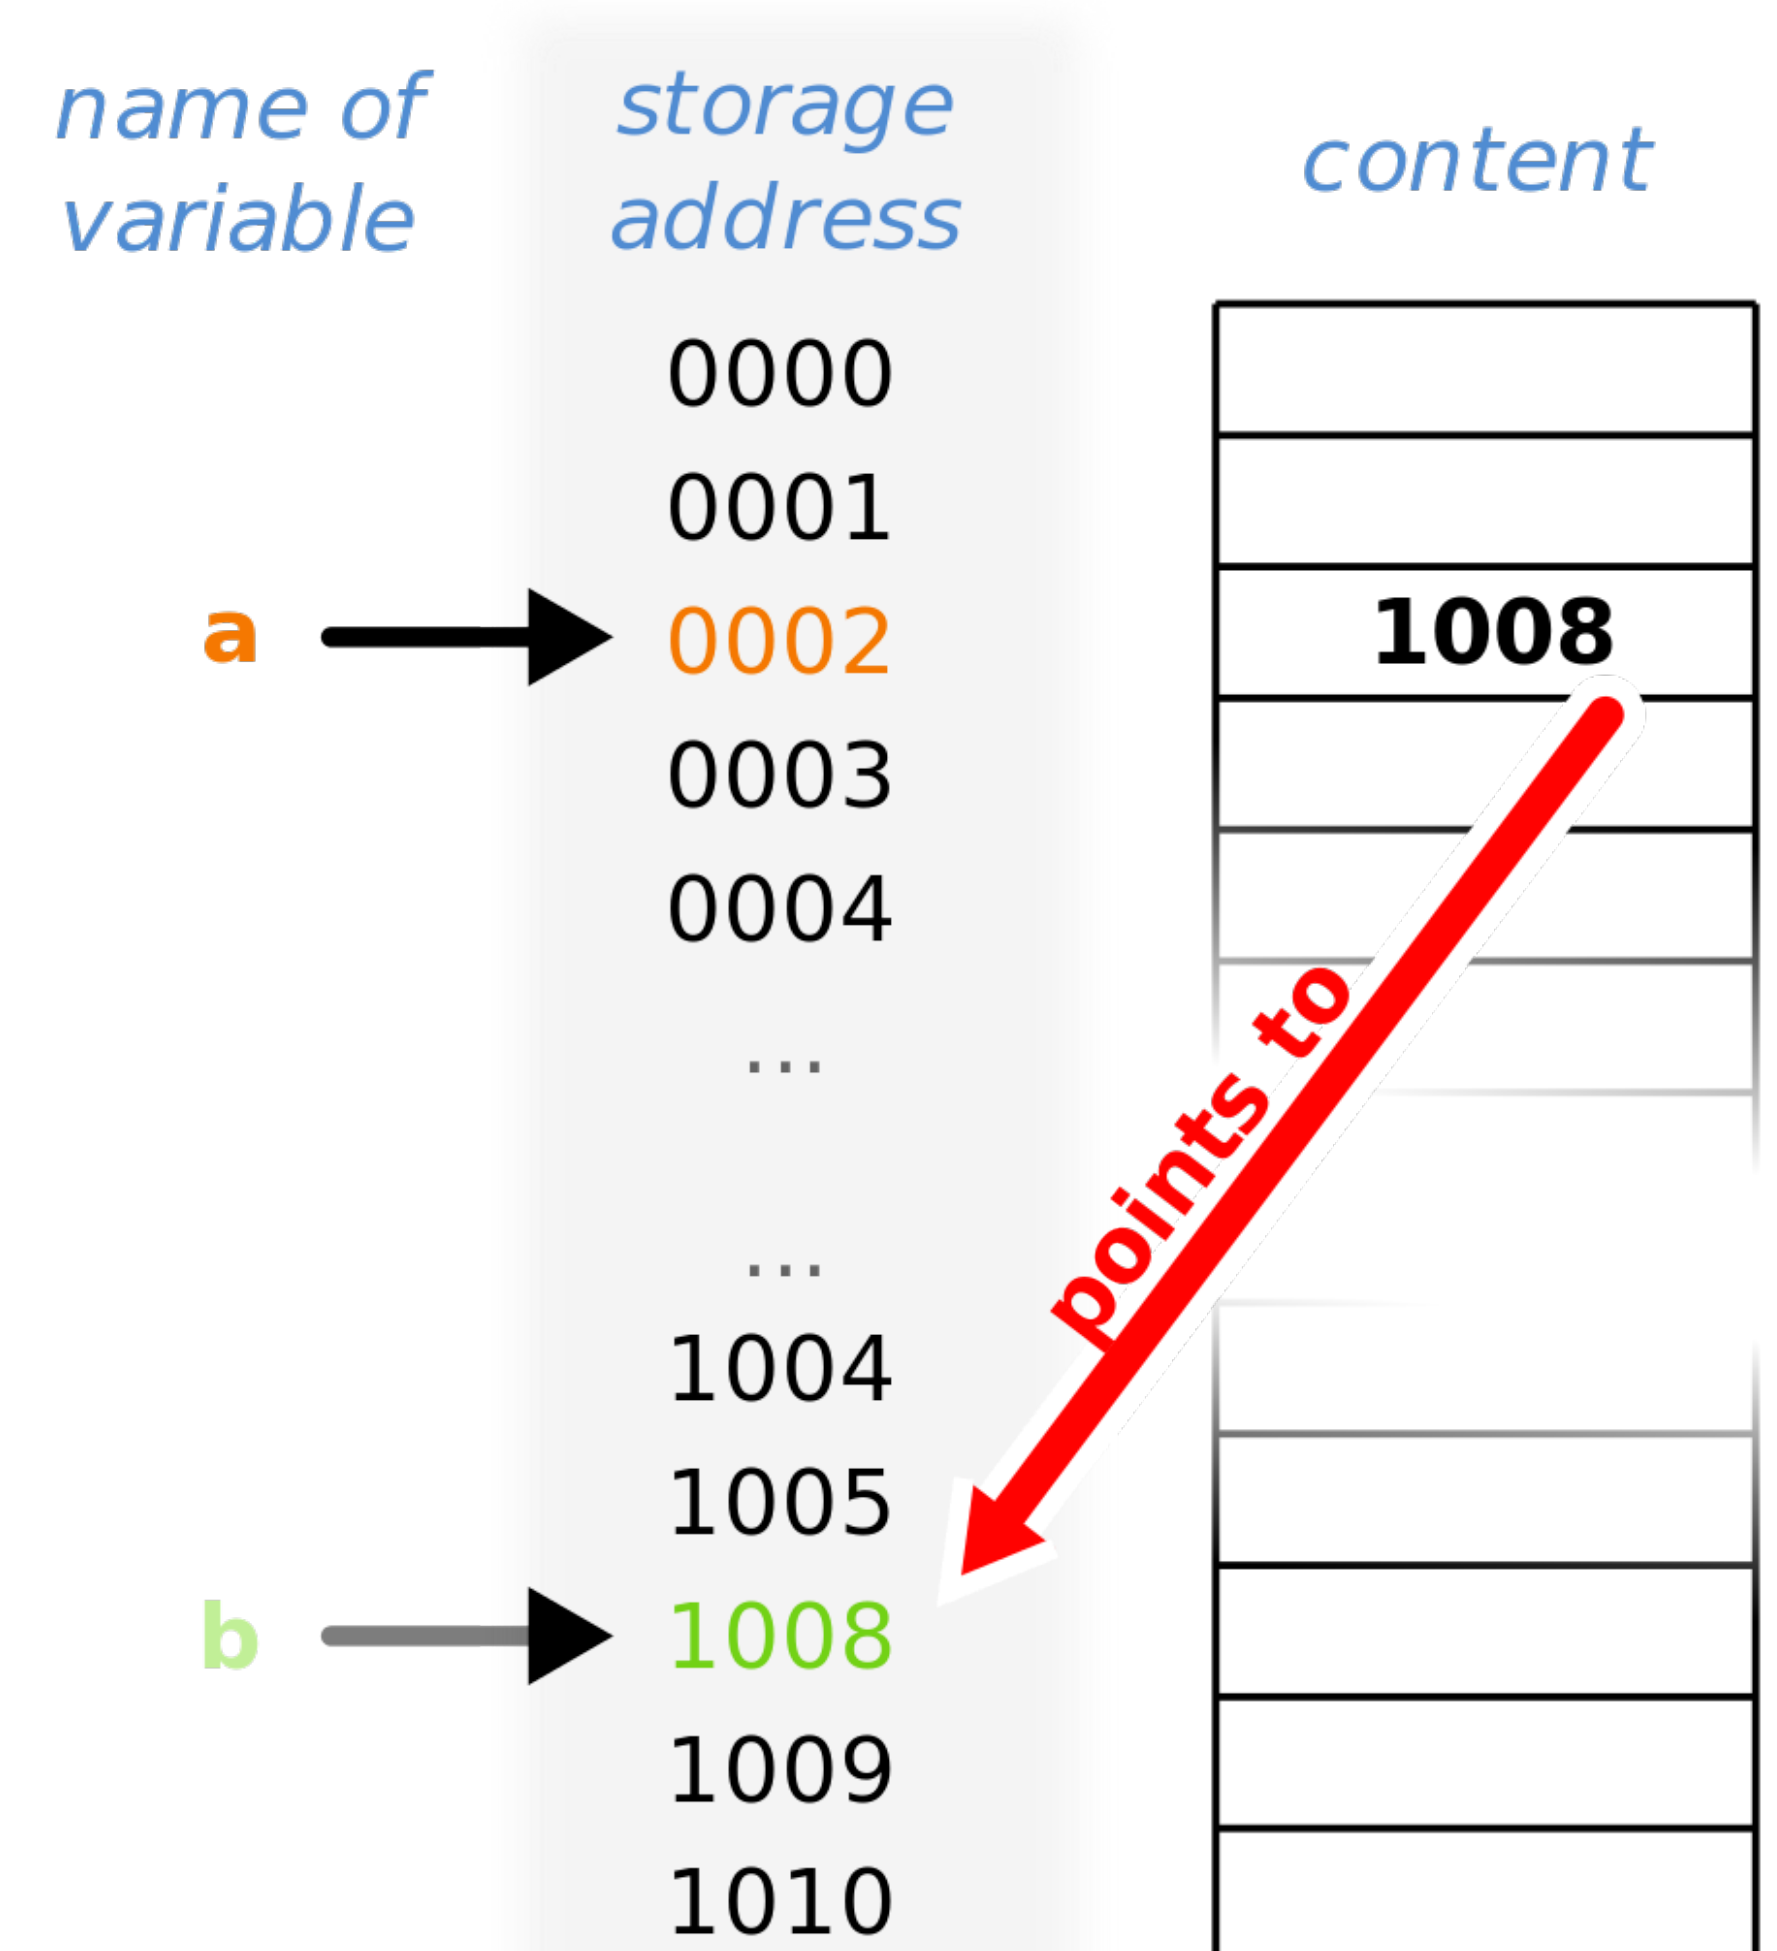 name of
variable
storage
address
content
0000
0001
a 0002 1008
0003
0004
...
points to
...
1004
1005
b 1008
1009
1010